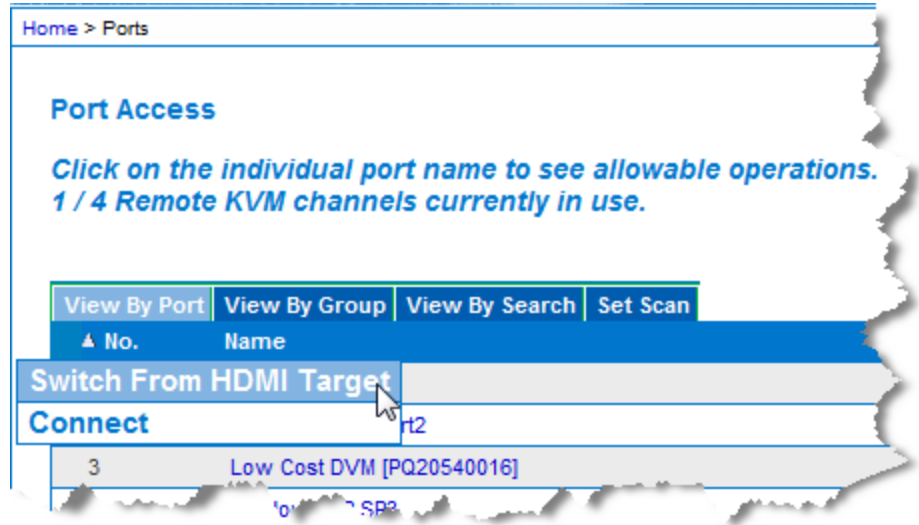 Home > Ports
Port Access
Click on the individual port name to see allowable operations.
1 / 4 Remote KVM channels currently in use.
View By Port View By Group View By Search Set Scan
▲ No. Name
Switch From HDMI Target
Connect
3 Low Cost DVM [PQ20540016]